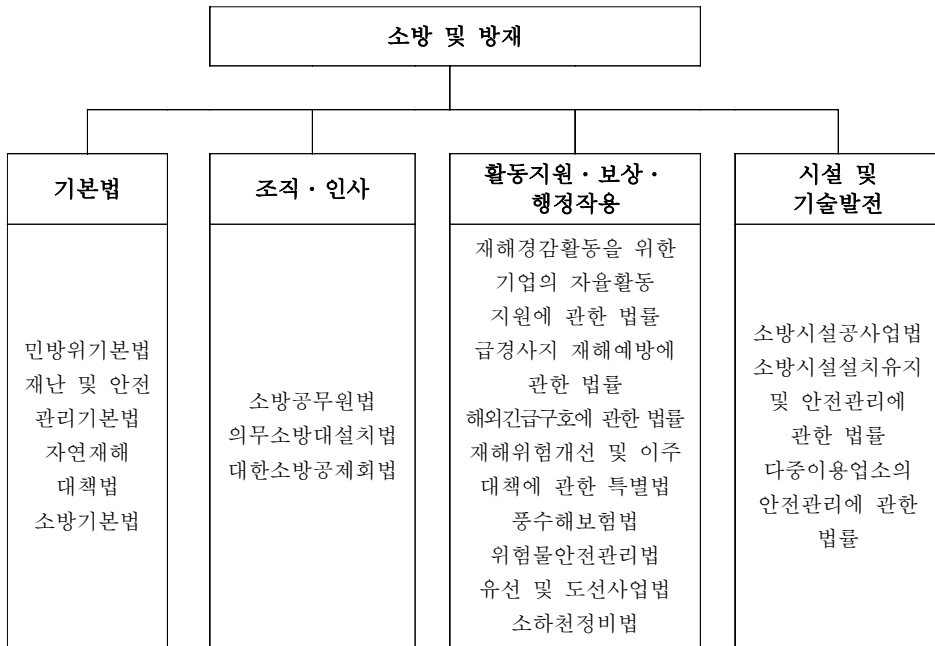 소방 및 방재
기본법
민방위기본법
재난 및 안전
관리기본법
자연재해
대책법
소방기본법
조직·인사
소방공무원법
의무소방대설치법
대한소방공제회법
활동지원·보상·
행정작용
재해경감활동을 위한
기업의 자율활동
지원에 관한 법률
급경사지 재해예방에
관한 법률
해외긴급구호에 관한 법률
재해위험개선 및 이주
대책에 관한 특별법
풍수해보험법
위험물안전관리법
유선 및 도선사업법
소하천정비법
시설 및
기술발전
소방시설공사업법
소방시설설치유지
및 안전관리에
관한 법률
다중이용업소의
안전관리에 관한
법률